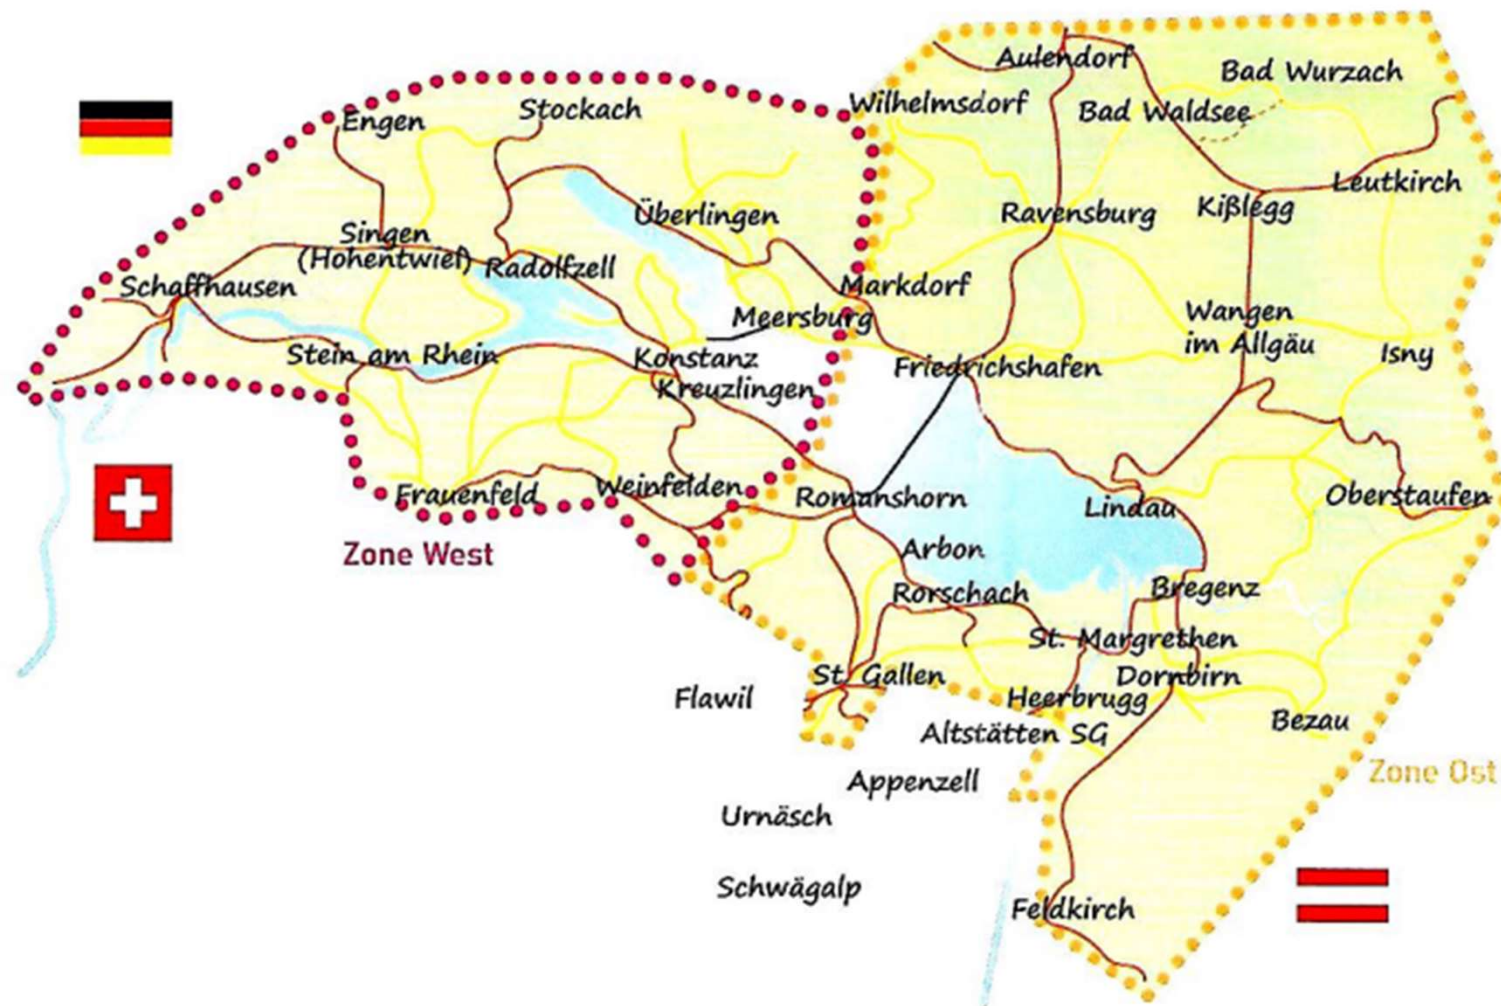 Aulendorf
Bad Wurzach
Wilhelmsdorf
Bad Waldsee
Stockach
Engen
Leutkirch
Kißlegg
Überlingen
Ravensburg
Singen
(Hohentwiel)
Radolfzell
Schaffhausen
Markdorf
Meersburg
Wangen
im Allgäu
Stein am Rhein
Konstanz
Isny
Friedrichshafen
Kreuzlingen
Frauenfeld
Weinfelden
Romanshorn
Lindau
Oberstaufen
Zone West
Arbon
Rorschach
Bregenz
St. Margrethen
St. Gallen
Dornbirn
Flawil
Heerbrugg
Altstätten SG
Bezau
Zone Ost
Appenzell
Urnäsch
Schwägalp
Feldkirch